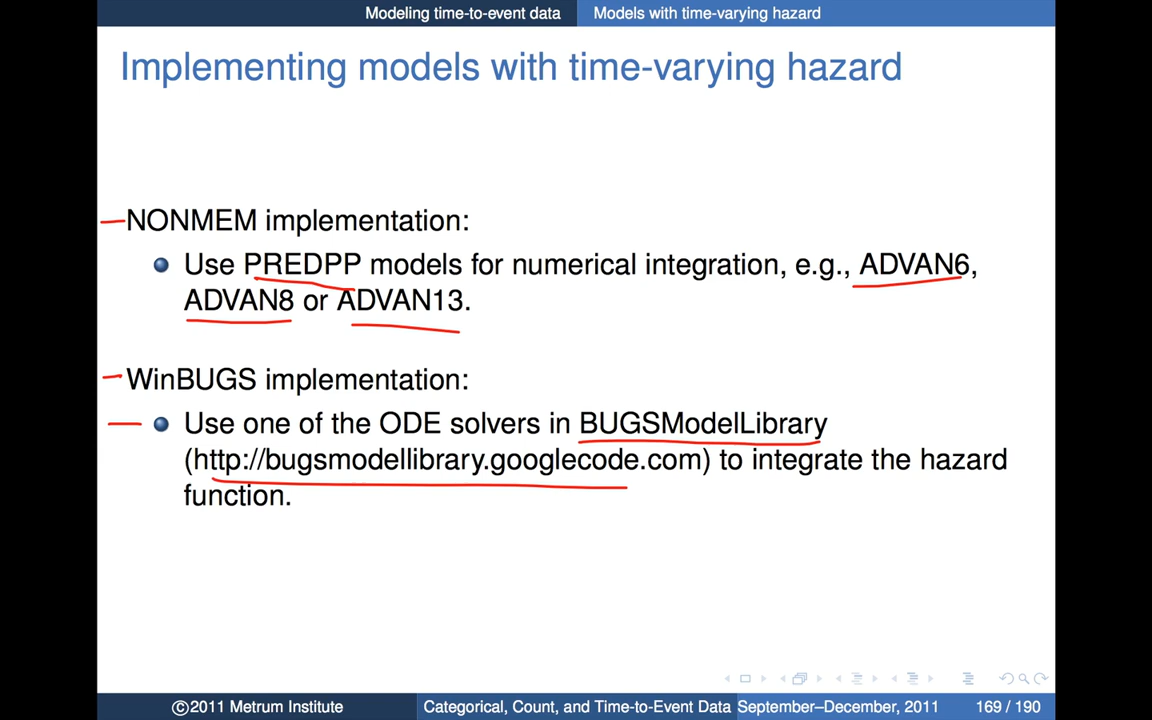 Modeling time-to-event data Models with time-varying hazard
Implementing models with time-varying hazard
NONMEM implementation:
Use PREDPP models for numerical integration, e.g., ADVAN6,
ADVAN8 or ADVAN13.
WinBUGS implementation:
Use one of the ODE solvers in BUGSModelLibrary
(http://bugsmodellibrary.googlecode.com) to integrate the hazard
function.
©2011 Metrum Institute Categorical, Count, and Time-to-Event Data September–December, 2011 169 / 190